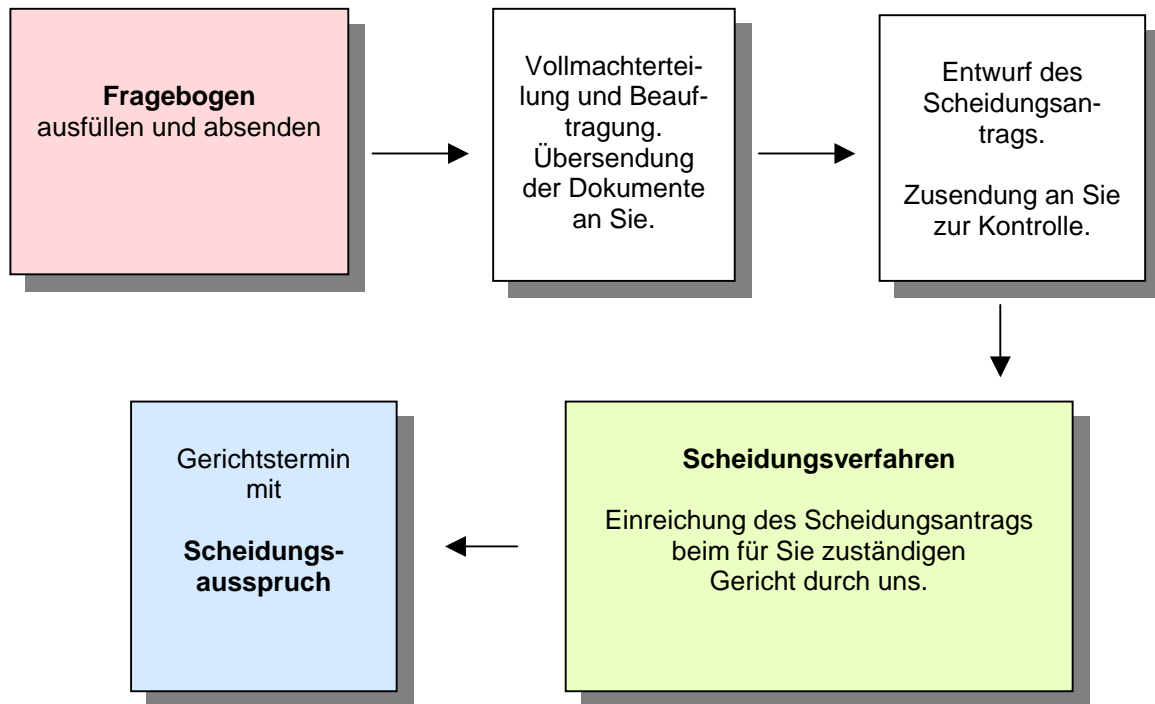 Fragebogen
ausfüllen und absenden
Vollmachtertei-
lung und Beauf-
tragung.
Übersendung
der Dokumente
an Sie.
Entwurf des
Scheidungsan-
trags.
Zusendung an Sie
zur Kontrolle.
Scheidungsverfahren
Einreichung des Scheidungsantrags
beim für Sie zuständigen
Gericht durch uns.
Gerichtstermin
mit
Scheidungs-
ausspruch